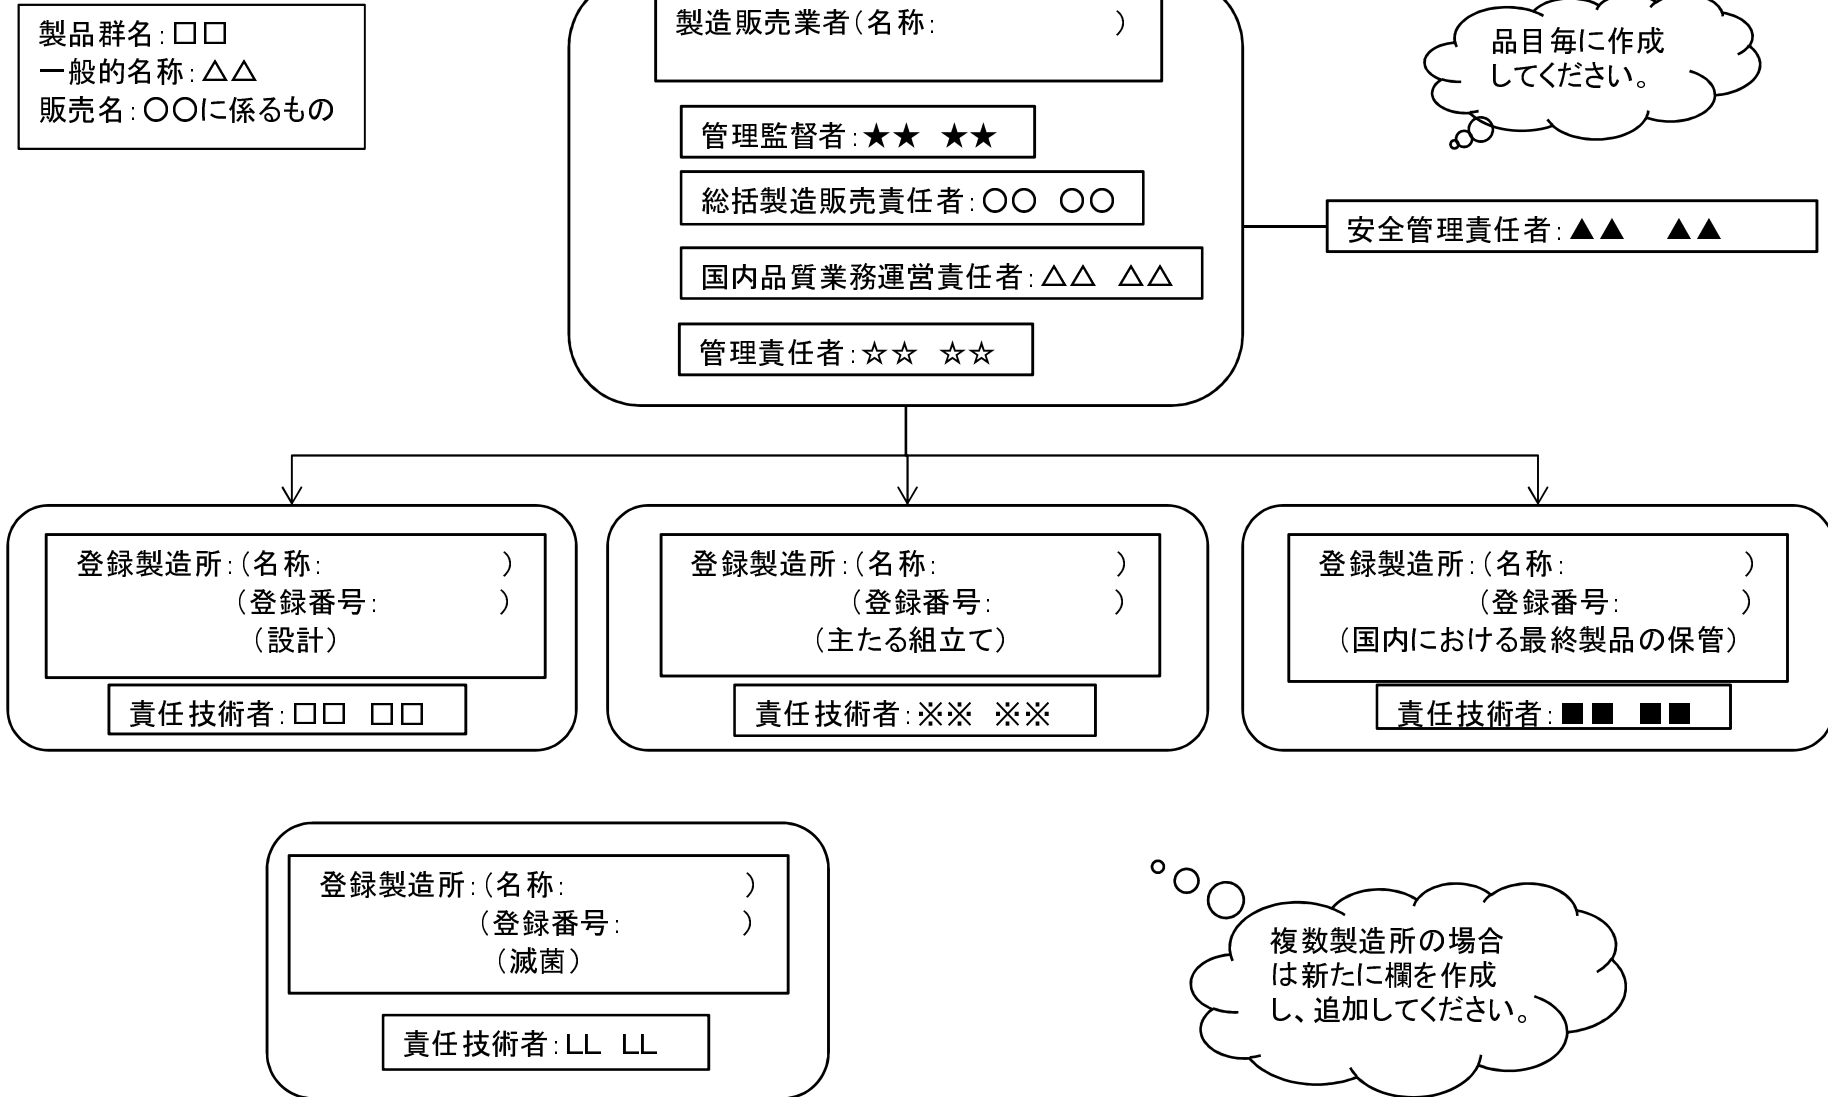 製品群名:□□
一般的名称:△△
販売名:〇〇に係るもの
製造販売業者(名称:　　　　　　)
品目毎に作成
してください。
管理監督者:★★　★★
総括製造販売責任者:〇〇　〇〇
安全管理責任者:▲▲　▲▲
国内品質業務運営責任者:△△　△△
管理責任者:☆☆　☆☆
登録製造所:(名称:　　　　　　)
(登録番号:　　　　)
(設計)
責任技術者:□□　□□
登録製造所:(名称:　　　　　　)
(登録番号:　　　　)
(主たる組立て)
責任技術者:※※　※※
登録製造所:(名称:　　　　　　)
(登録番号:　　　　)
(国内における最終製品の保管)
責任技術者:■■　■■
登録製造所:(名称:　　　　　　)
(登録番号:　　　　)
(滅菌)
責任技術者:∟∟　∟∟
複数製造所の場合
は新たに欄を作成
し、追加してください。